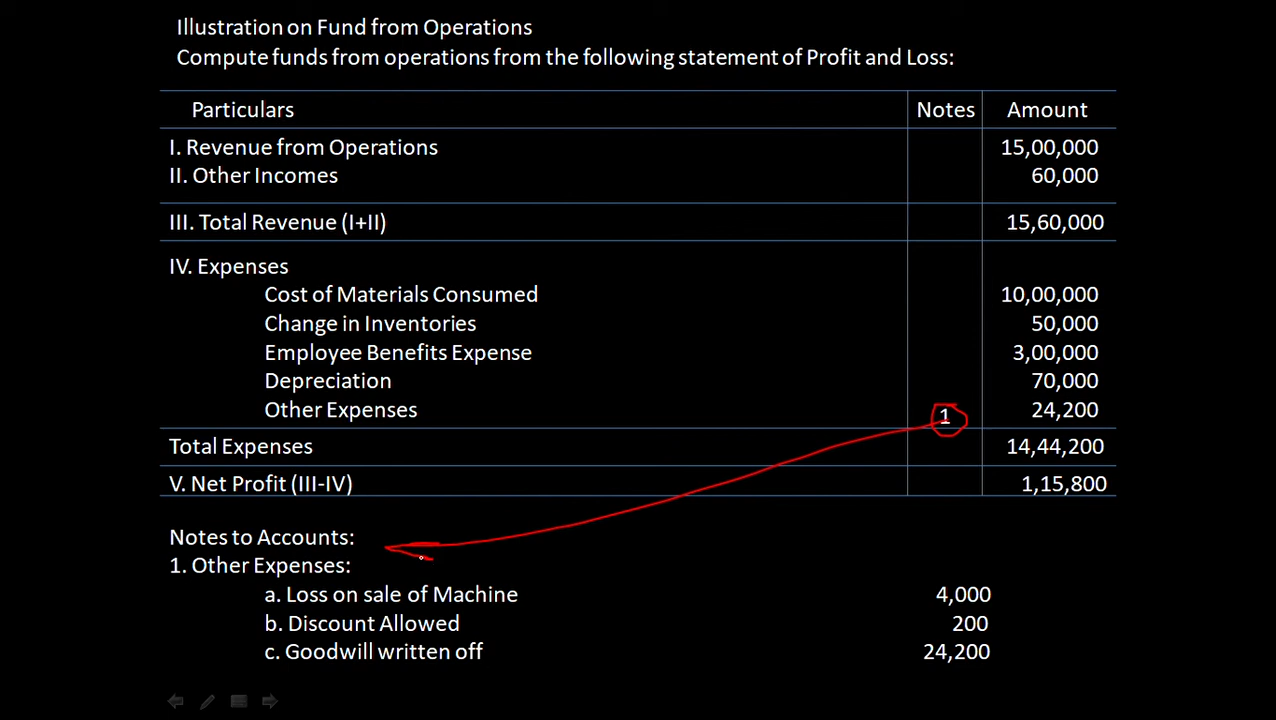 Illustration on Fund from Operations
Compute funds from operations from the following statement of Profit and Loss:
Particulars Notes Amount
I. Revenue from Operations 15,00,000
II. Other Incomes 60,000
III. Total Revenue (I+II) 15,60,000
IV. Expenses
Cost of Materials Consumed 10,00,000
Change in Inventories 50,000
Employee Benefits Expense 3,00,000
Depreciation 70,000
Other Expenses 1 24,200
Total Expenses 14,44,200
V. Net Profit (III-IV) 1,15,800
Notes to Accounts:
1. Other Expenses:
a. Loss on sale of Machine 4,000
b. Discount Allowed 200
c. Goodwill written off 24,200